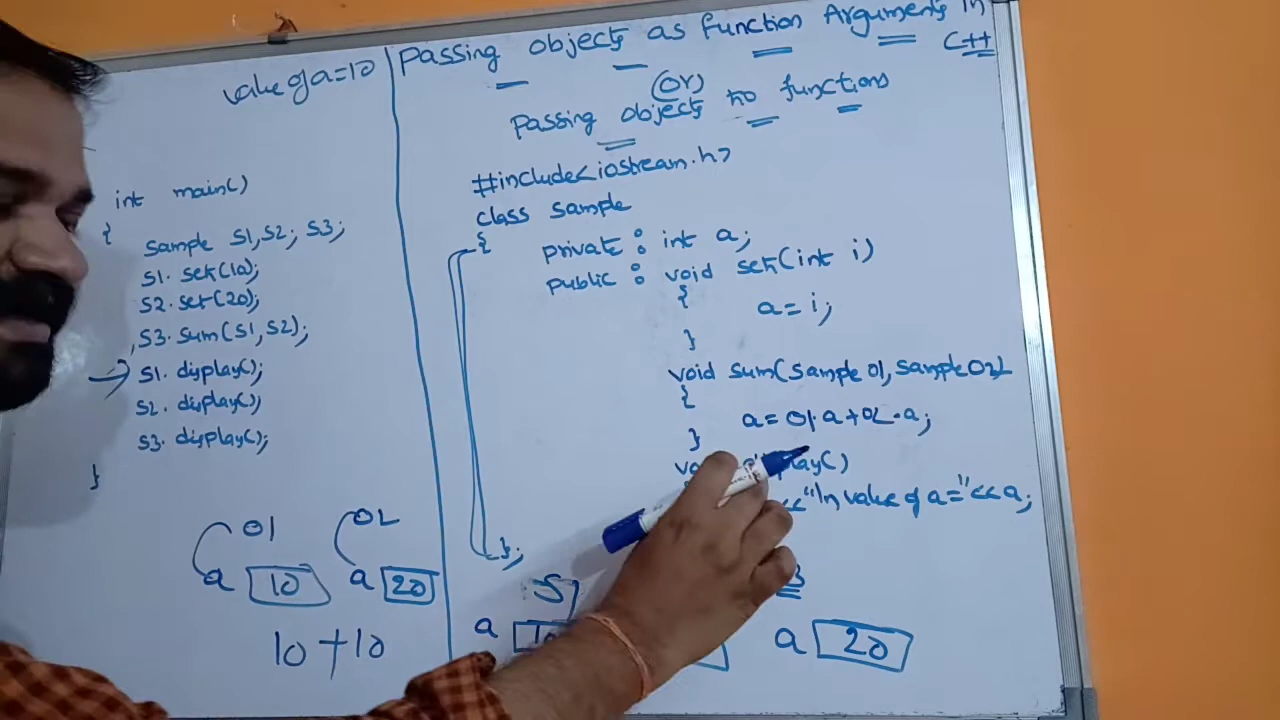 value of a=10
int main()
{
sample S1,S2; S3;
S1. set(10);
S2. set(20);
S3. sum(S1,S2);
S1. display();
S2. display();
S3. display();
}
O1 O2
a 10 a 20
10+10
Passing objects as function Arguments in C++
(or)
Passing objects to functions
#include<iostream.h>
class sample
{
private : int a;
public : void set(int i)
{
a= i;
}
void sum(sample O1, sample O2)
{
a= O1.a+O2.a;
}
display()
<<"\n value of a="<<a;
};
S1
a 10
a 20